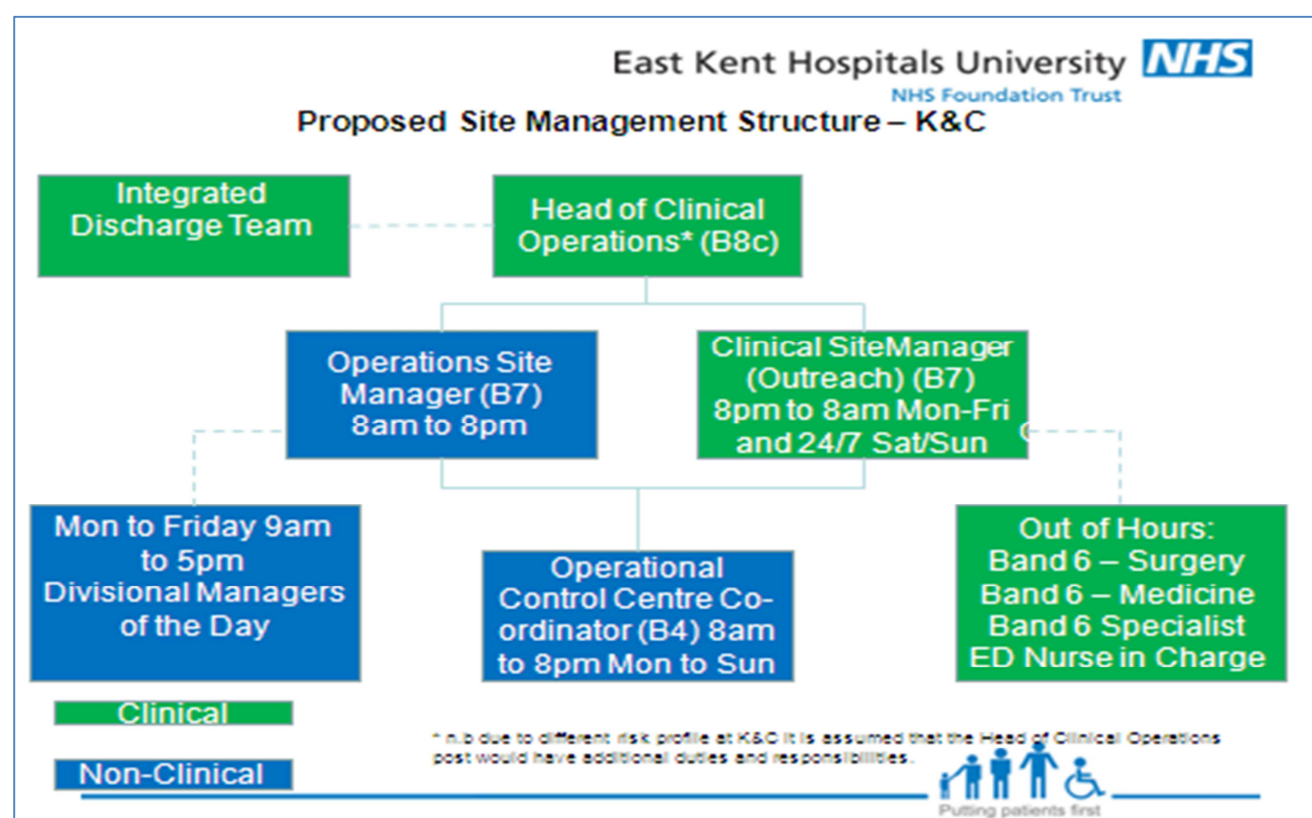 East Kent Hospitals University NHS
NHS Foundation Trust
Proposed Site Management Structure – K&C
Integrated
Discharge Team
Head of Clinical
Operations* (B8c)
Operations Site
Manager (B7)
8am to 8pm
Clinical SiteManager
(Outreach) (B7)
8pm to 8am Mon-Fri
and 24/7 Sat/Sun
Mon to Friday 9am
to 5pm
Divisional Managers
of the Day
Operational
Control Centre Co-
ordinator (B4) 8am
to 8pm Mon to Sun
Out of Hours:
Band 6 – Surgery
Band 6 – Medicine
Band 6 Specialist
ED Nurse in Charge
Clinical
Non-Clinical
* n.b due to different risk profile at K&C it is assumed that the Head of Clinical Operations
post would have additional duties and responsibilities.
Putting patients first